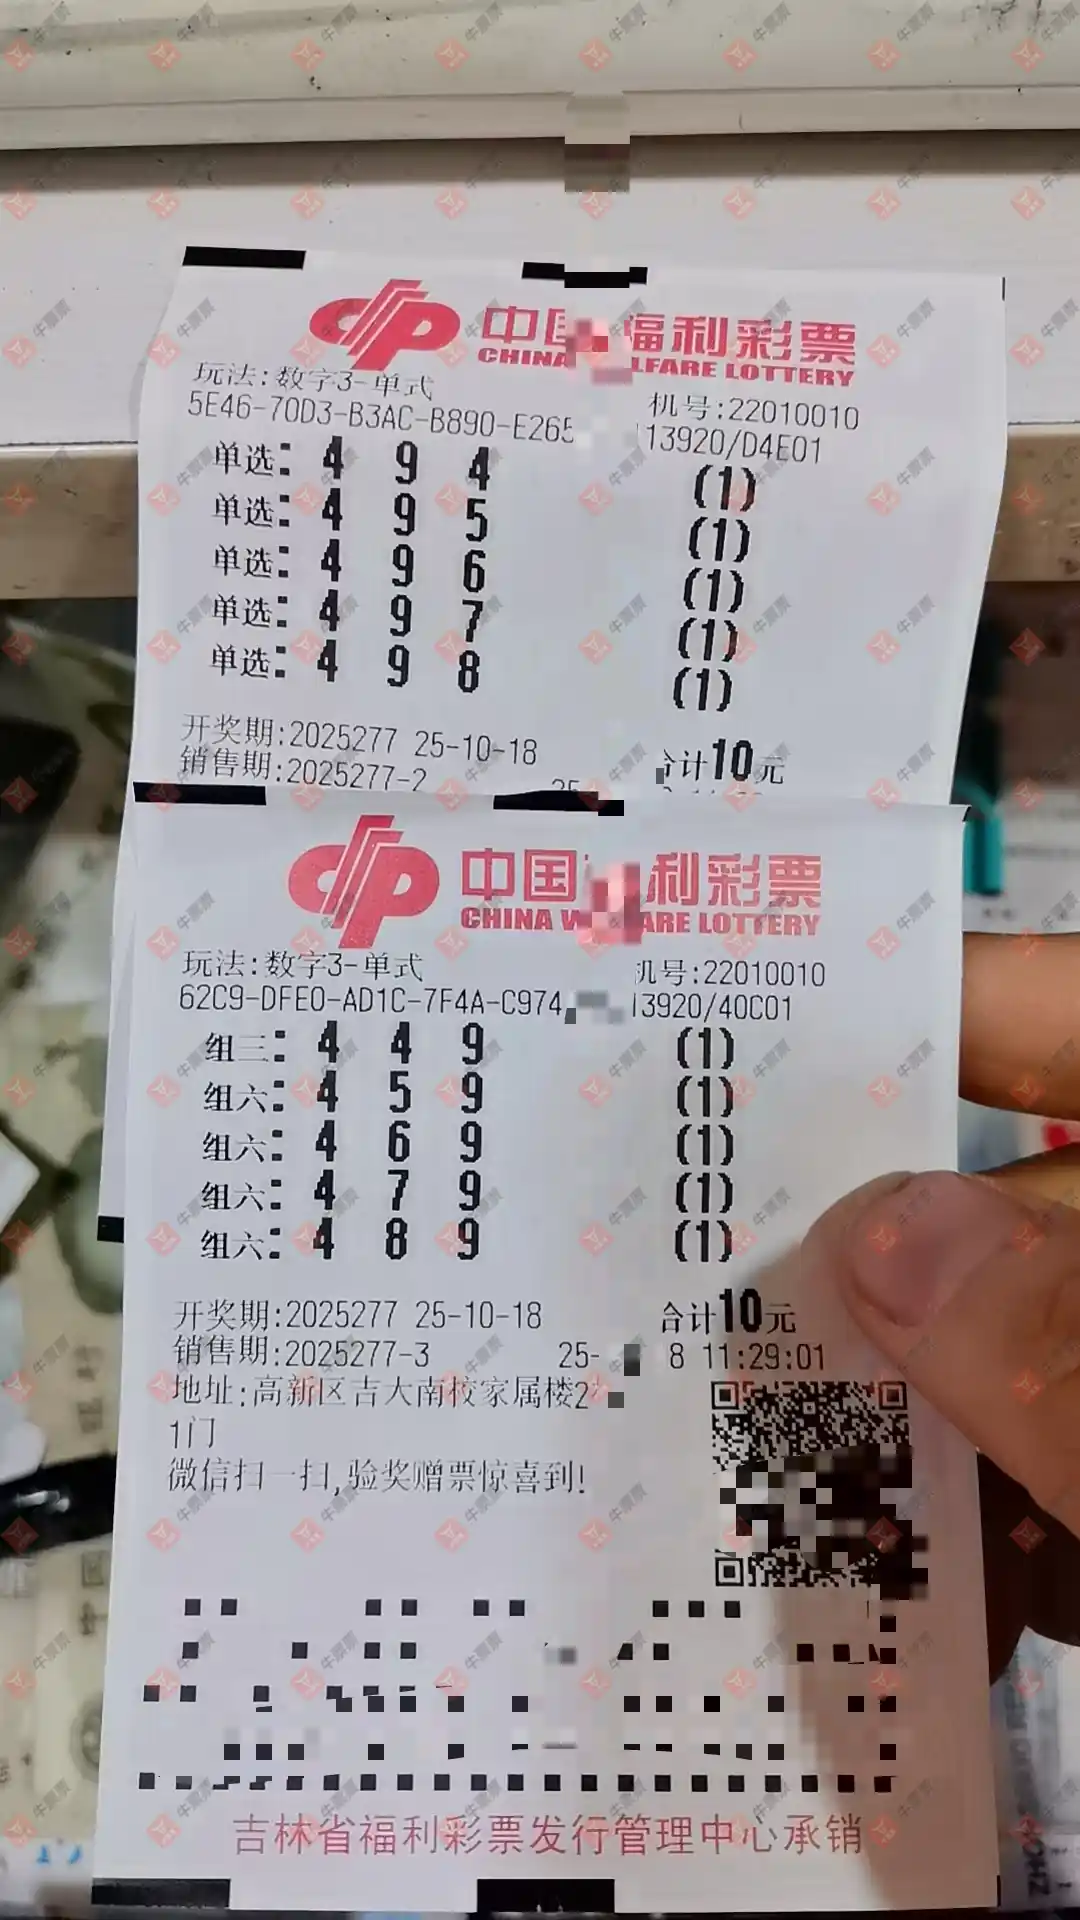 中国福利彩票
CHINA LFARE LOTTERY
玩法:数字3-单式
机号:22010010
5E46-70D3-B3AC-B890-E265 13920/D4E01
单选: 4 9 4 (1)
单选: 4 9 5 (1)
单选: 4 9 6 (1)
单选: 4 9 7 (1)
单选: 4 9 8 (1)
开奖期:2025277 25-10-18 合计10元
销售期:2025277-2 25
中国利彩票
CHINA W ARE LOTTERY
玩法:数字3-单式 机号:22010010
62C9-DFE0-AD1C-7F4A-C974 13920/40C01
组三: 4 4 9 (1)
组六: 4 5 9 (1)
组六: 4 6 9 (1)
组六: 4 7 9 (1)
组六: 4 8 9 (1)
开奖期:2025277 25-10-18 合计10元
销售期:2025277-3 25- 8 11:29:01
地址:高新区吉大南校家属楼2
1门
微信扫一扫,验奖赠票惊喜到!
吉林省福利彩票发行管理中心承销
牛票票